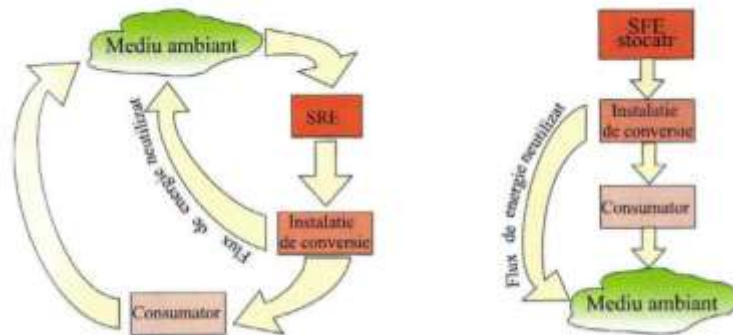 Mediu ambiant
SRE
Flux de energie neutilizat
Instalatie
de conversie
Consumator
SFE
stocatr
Instalatie
de conversie
Flux de energie neutilizat
Consumator
Mediu ambiant